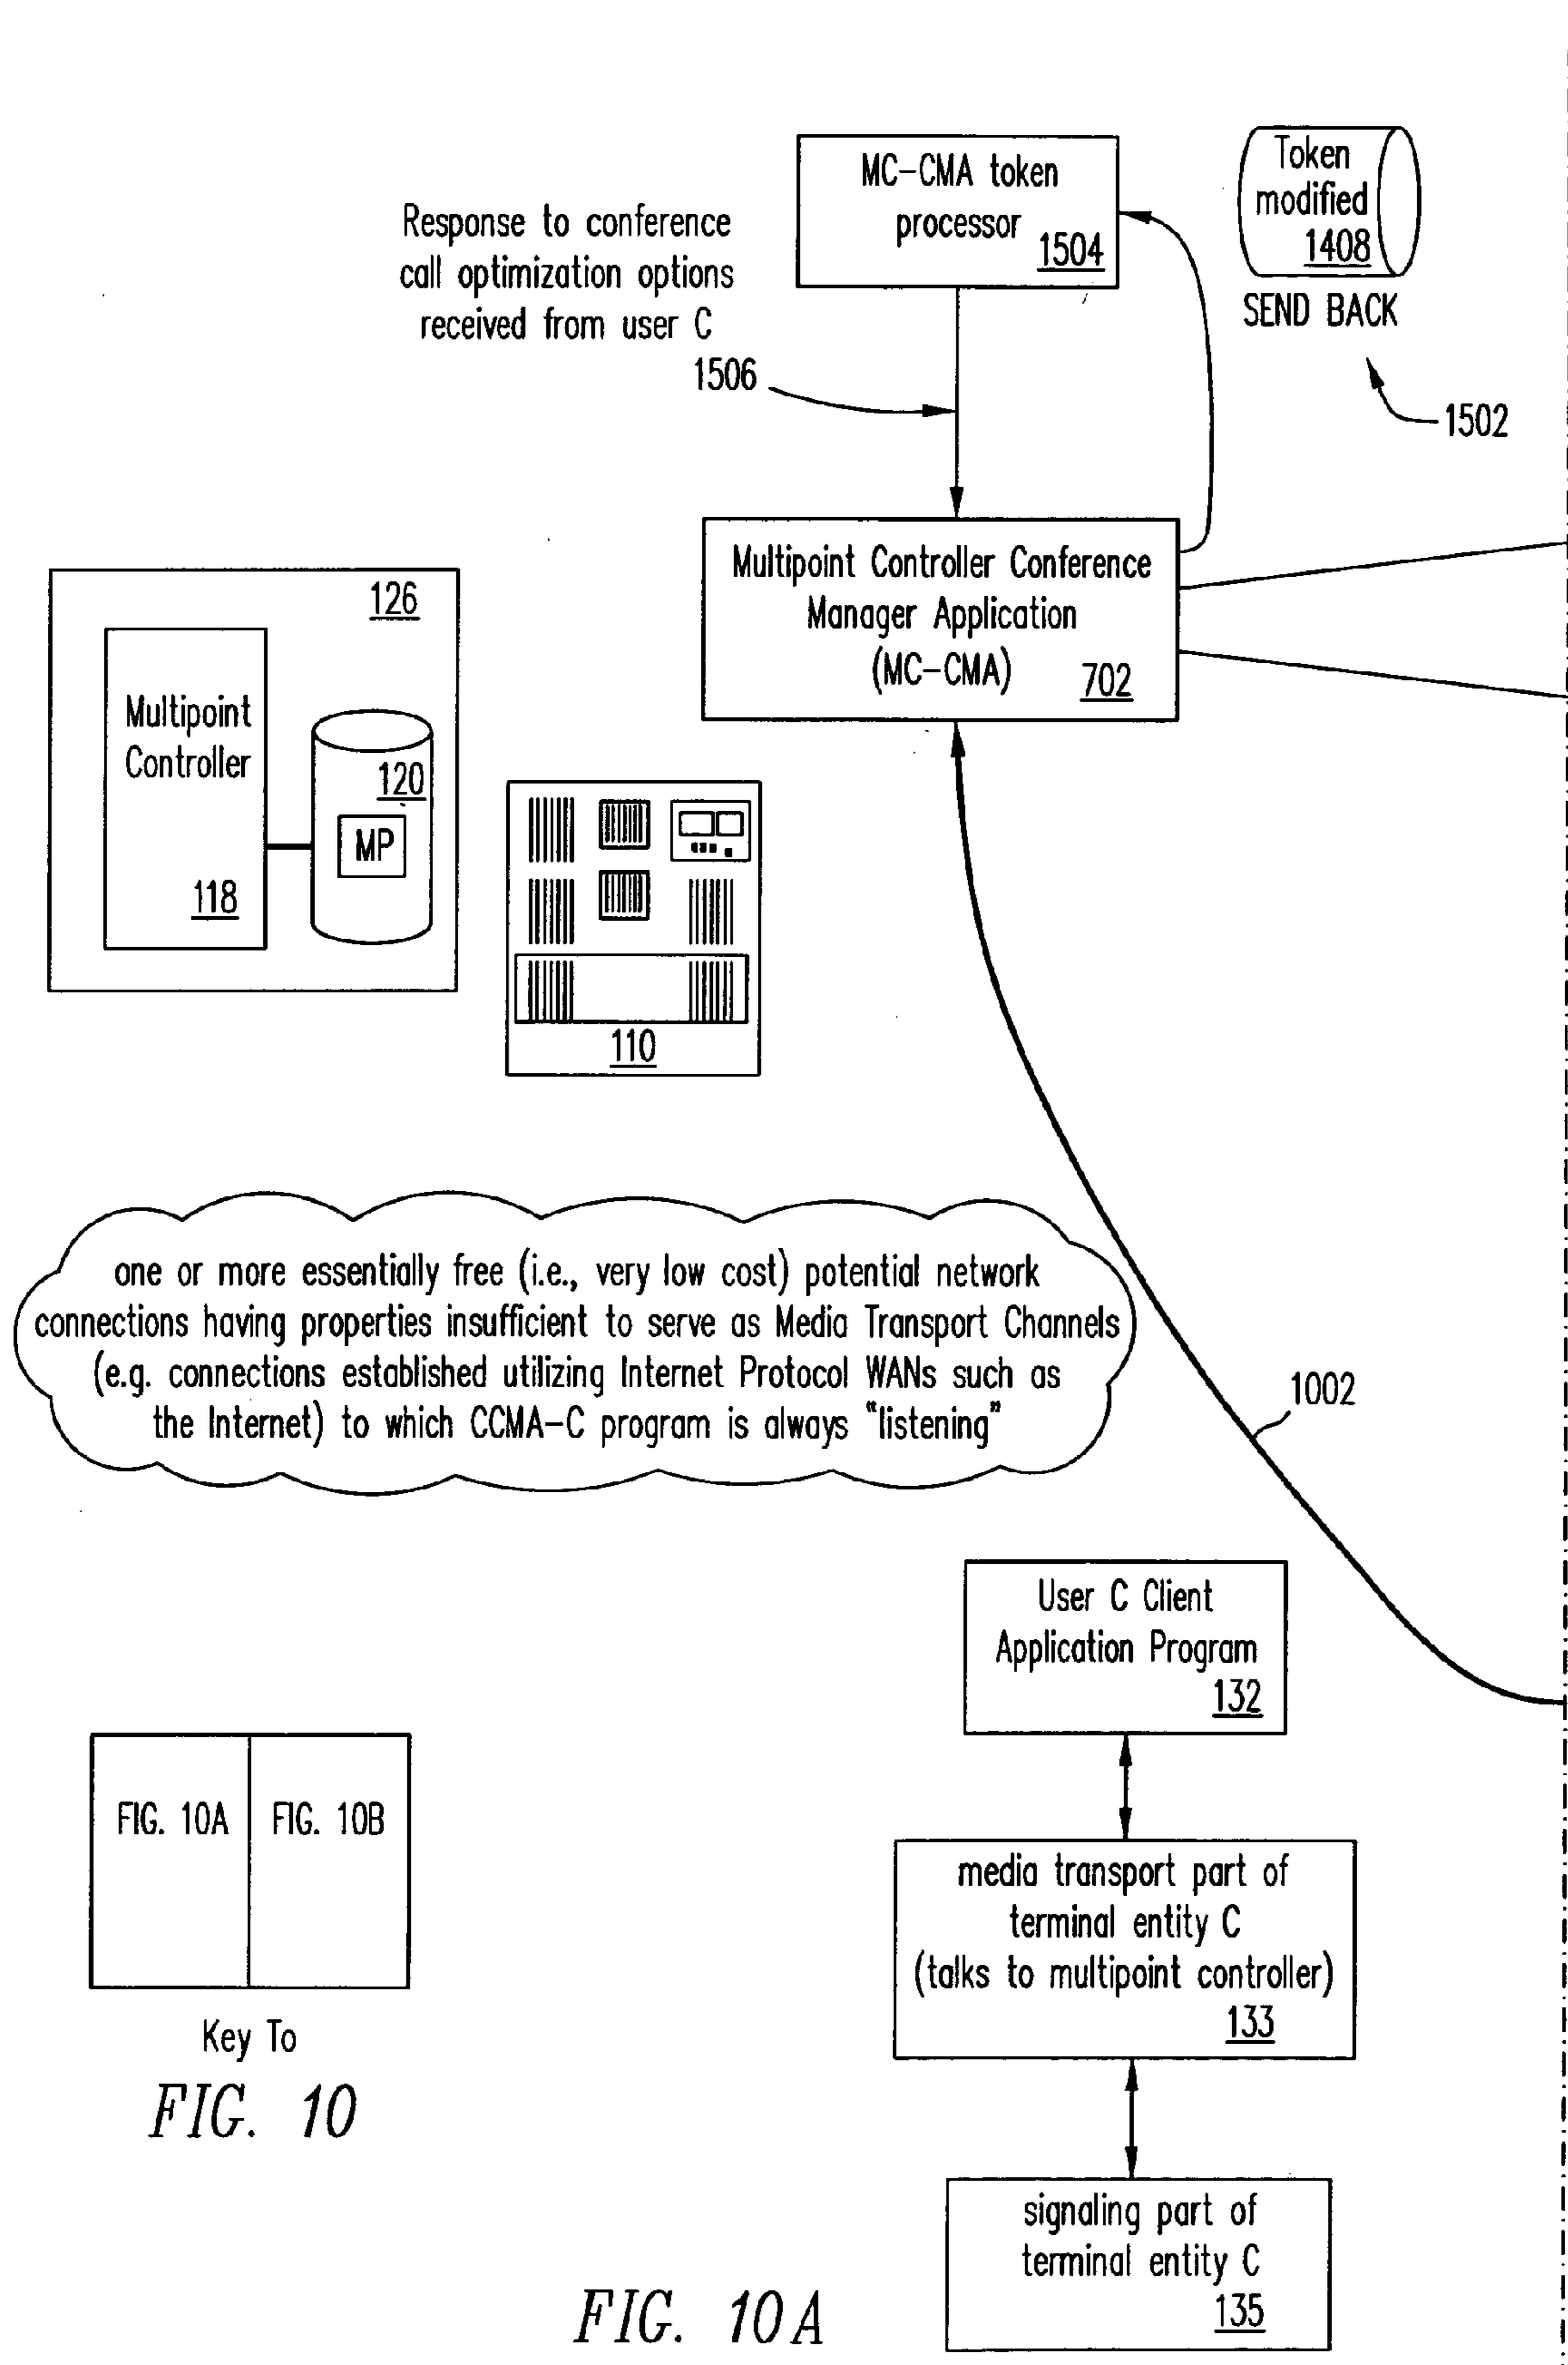 MC-CMA token
processor
1504
Token
modified
1408
SEND BACK
1502
Response to conference
call optimization options
received from user C
1506
Multipoint Controller Conference
Manager Application
(MC-CMA)
702
126
Multipoint
Controller
118
120
MP
110
one or more essentially free (i.e., very low cost) potential network
connections having properties insufficient to serve as Media Transport Channels
(e.g. connections established utilizing Internet Protocol WANs such as
the Internet) to which CCMA-C program is always "listening"
1002
User C Client
Application Program
132
FIG. 10A
FIG. 10B
Key To
FIG. 10
media transport part of
terminal entity C
(talks to multipoint controller)
133
signaling part of
terminal entity C
135
FIG. 10A